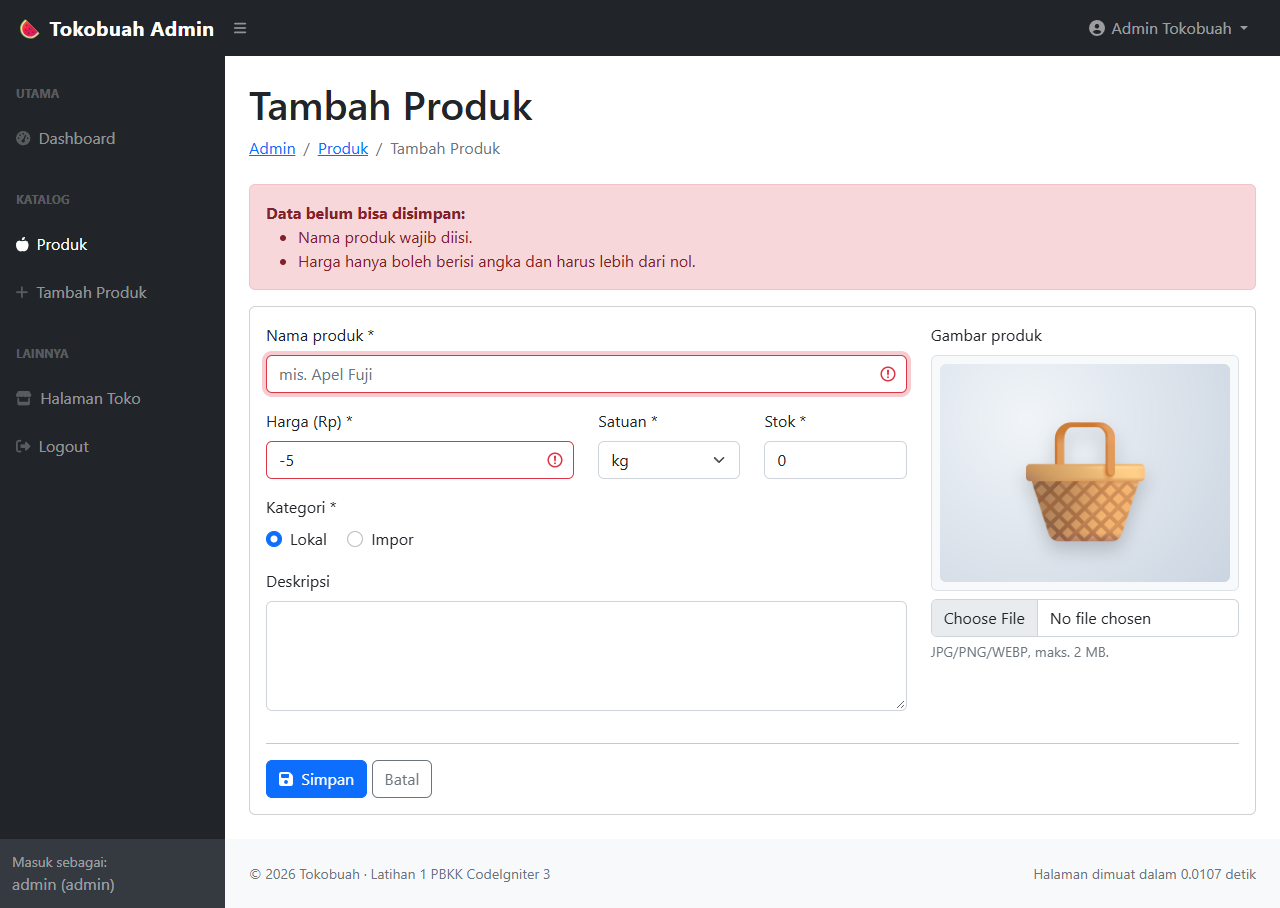 Tokobuah Admin
Admin Tokobuah
UTAMA
Dashboard
KATALOG
Produk
Tambah Produk
LAINNYA
Halaman Toko
Logout
Masuk sebagai:
admin (admin)
Tambah Produk
Admin / Produk / Tambah Produk
Data belum bisa disimpan:
• Nama produk wajib diisi.
• Harga hanya boleh berisi angka dan harus lebih dari nol.
Nama produk *
mis. Apel Fuji
Harga (Rp) * Satuan * Stok *
-5 kg 0
Kategori *
Lokal Impor
Deskripsi
Simpan Batal
Gambar produk
Choose File No file chosen
JPG/PNG/WEBP, maks. 2 MB.
© 2026 Tokobuah · Latihan 1 PBKK CodeIgniter 3
Halaman dimuat dalam 0.0107 detik